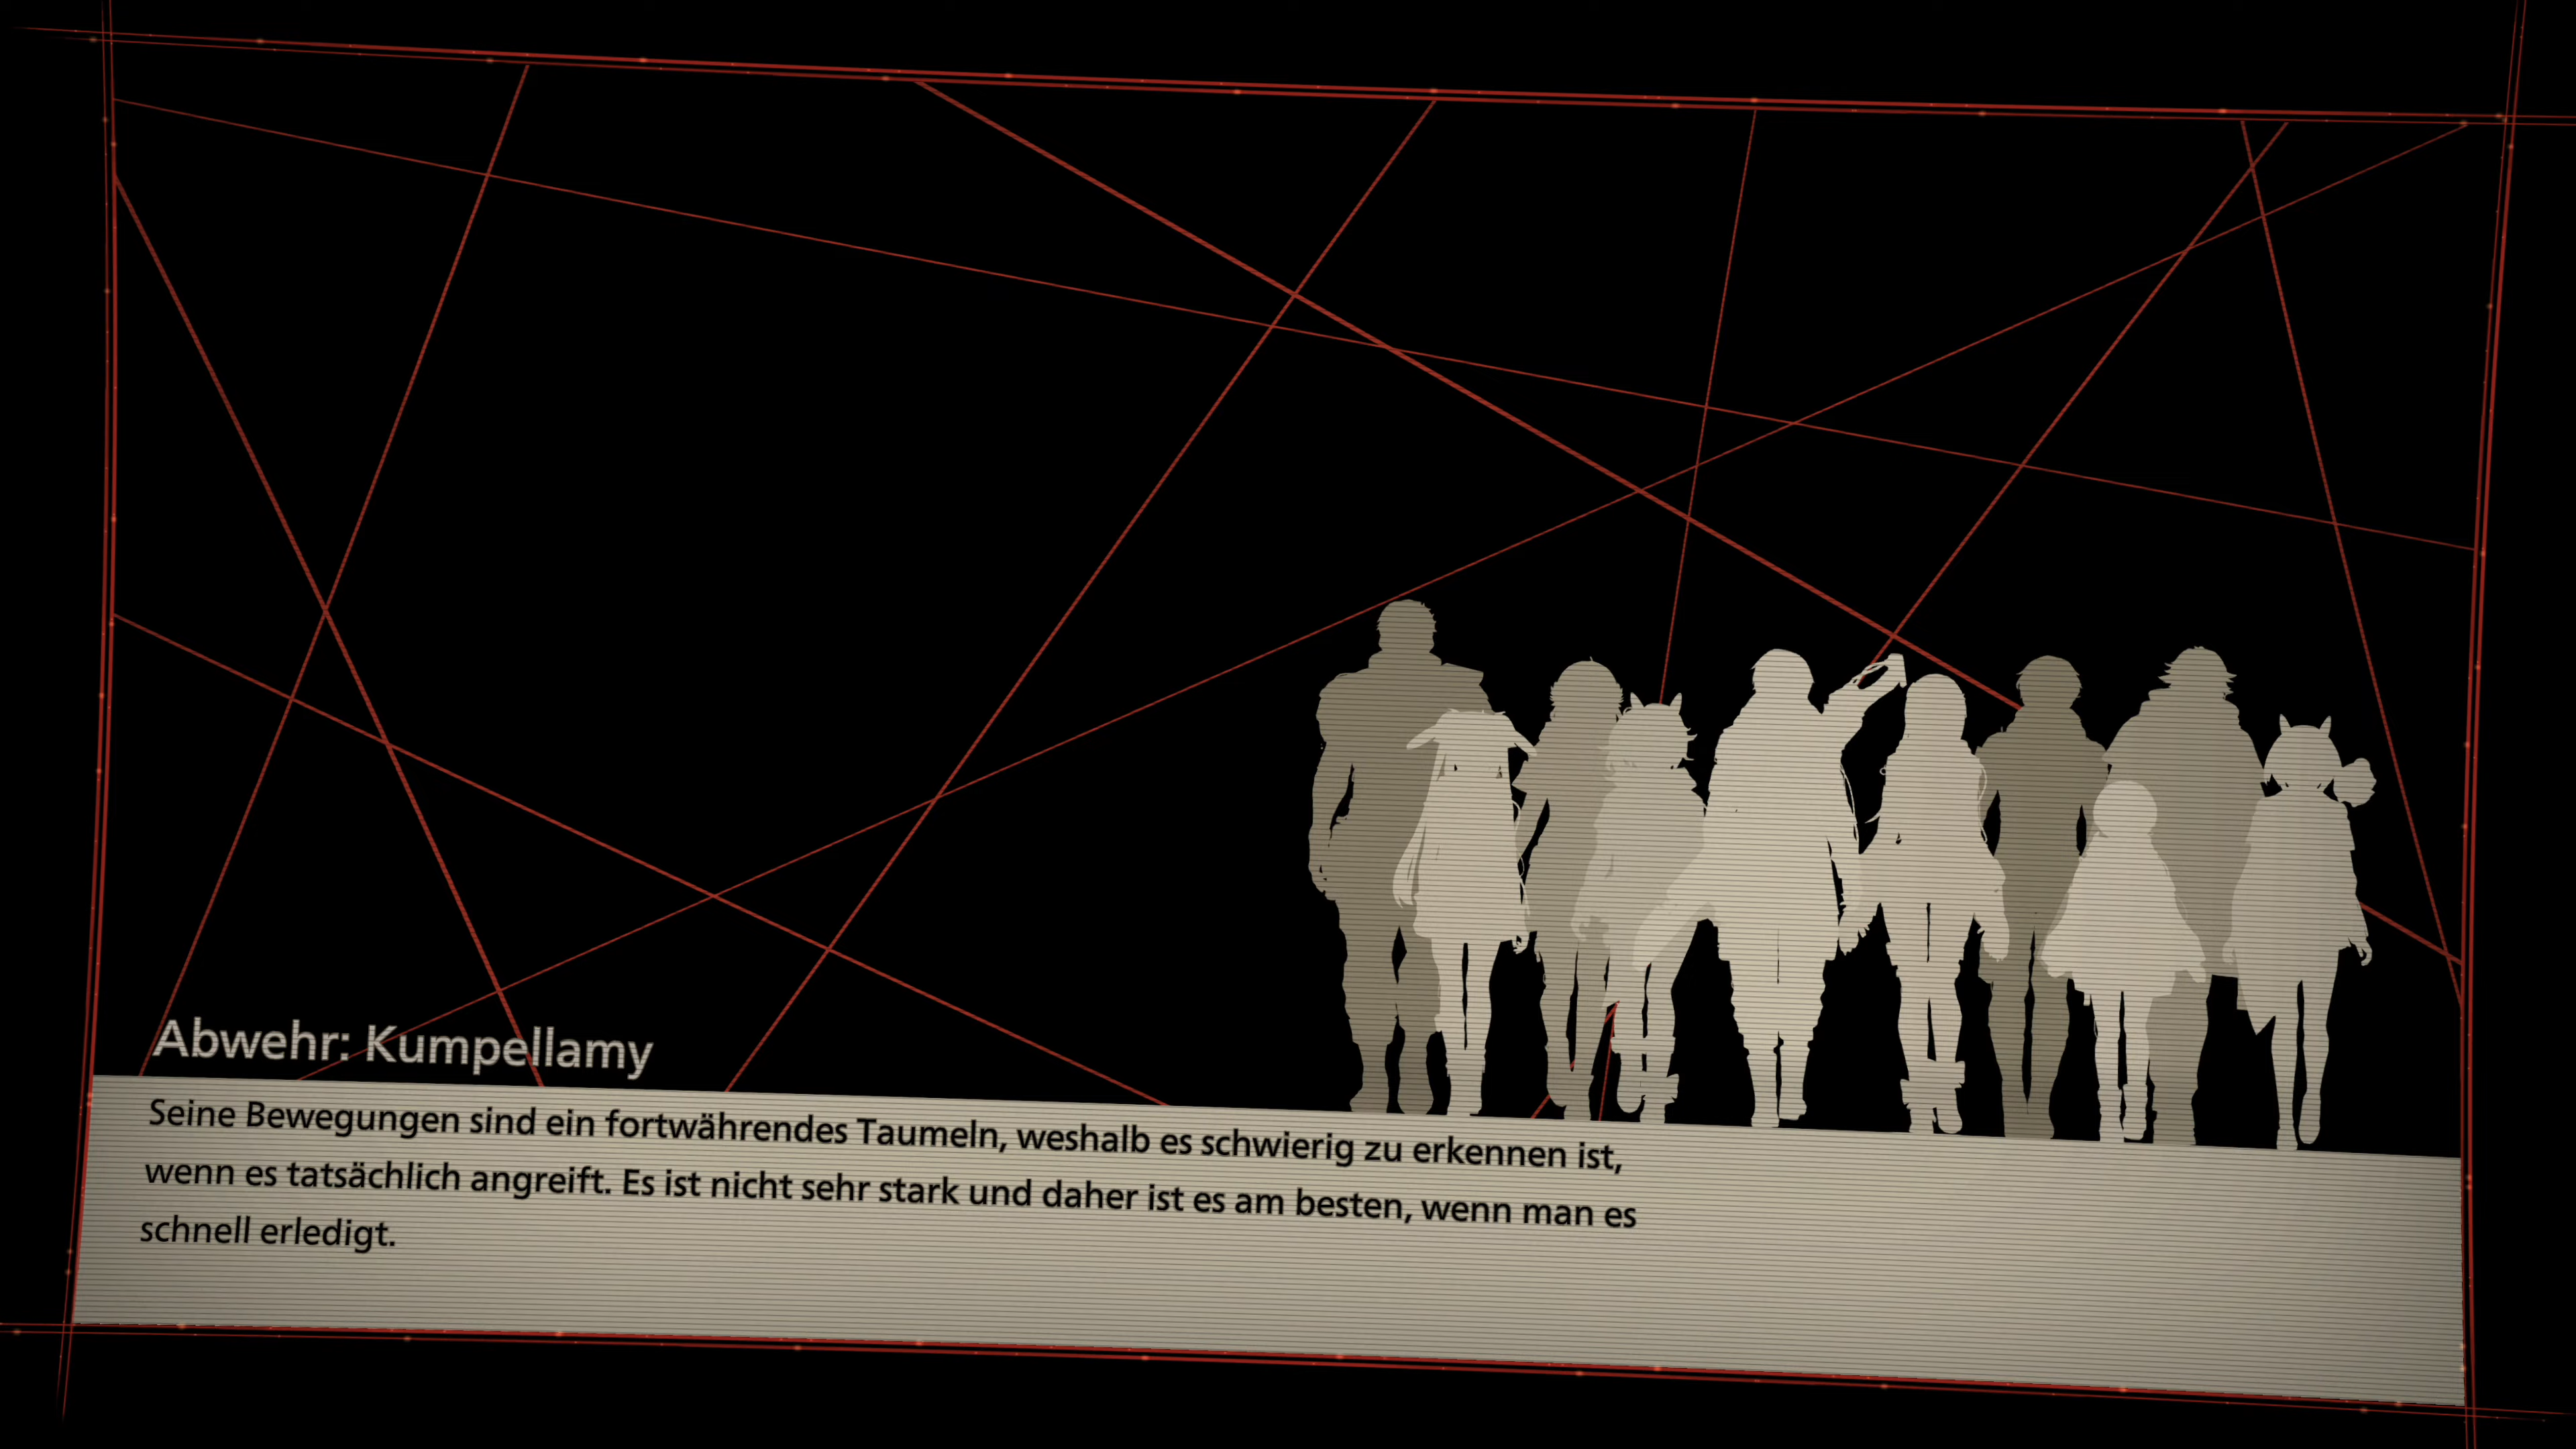 Abwehr: Kumpellamy
Seine Bewegungen sind ein fortwährendes Taumeln, weshalb es schwierig zu erkennen ist,
wenn es tatsächlich angreift. Es ist nicht sehr stark und daher ist es am besten, wenn man es
schnell erledigt.